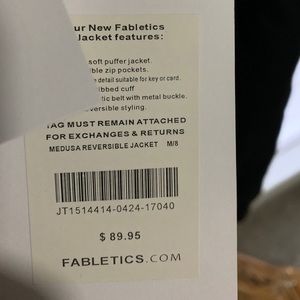 ur New Fabletics
Jacket features:
soft puffer jacket.
ible zip pockets.
e detail suitable for key or card.
ibbed cuff
tic belt with metal buckle.
versible styling.
TAG MUST REMAIN ATTACHED
FOR EXCHANGES & RETURNS
MEDUSA REVERSIBLE JACKET M/8
JT1514414-0424-17040
$ 89.95
FABLETICS.COM